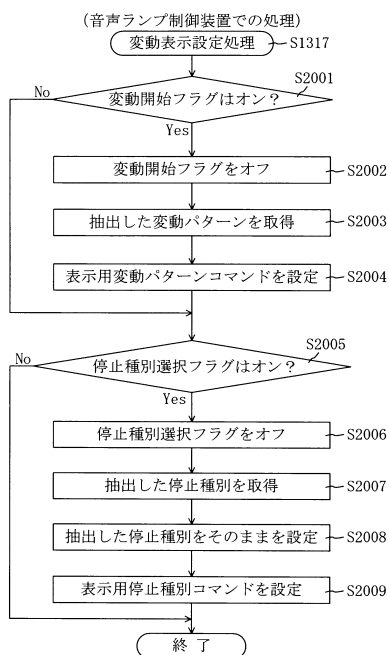 (音声ランプ制御装置での処理)
変動表示設定処理 S1317
S2001
No
変動開始フラグはオン？
Yes
変動開始フラグをオフ S2002
抽出した変動パターンを取得 S2003
表示用変動パターンコマンドを設定 S2004
S2005
No
停止種別選択フラグはオン？
Yes
停止種別選択フラグをオフ S2006
抽出した停止種別を取得 S2007
抽出した停止種別をそのままを設定 S2008
表示用停止種別コマンドを設定 S2009
終 了